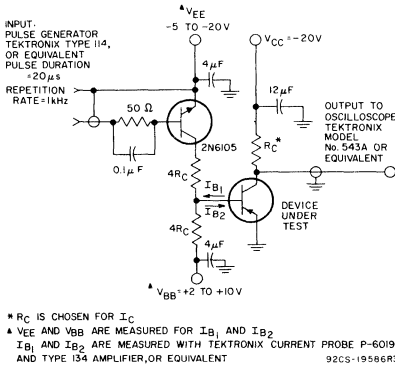 INPUT:
PULSE GENERATOR
TEKTRONIX TYPE 114,
OR EQUIVALENT
PULSE DURATION
=20µs
REPETITION
RATE=1kHz
▲VEE
-5 TO -20V
4µF
50 Ω
0.1µF
2N6105
4RC
4RC
IB1
IB2
4µF
▲VBB=+2 TO +10V
VCC=-20V
12µF
RC*
OUTPUT TO
OSCILLOSCOPE
TEKTRONIX
MODEL
No. 543A OR
EQUIVALENT
DEVICE
UNDER
TEST
* RC IS CHOSEN FOR IC
▲ VEE AND VBB ARE MEASURED FOR IB1 AND IB2
IB1 AND IB2 ARE MEASURED WITH TEKTRONIX CURRENT PROBE P-6019
AND TYPE 134 AMPLIFIER, OR EQUIVALENT
92CS-19586R3